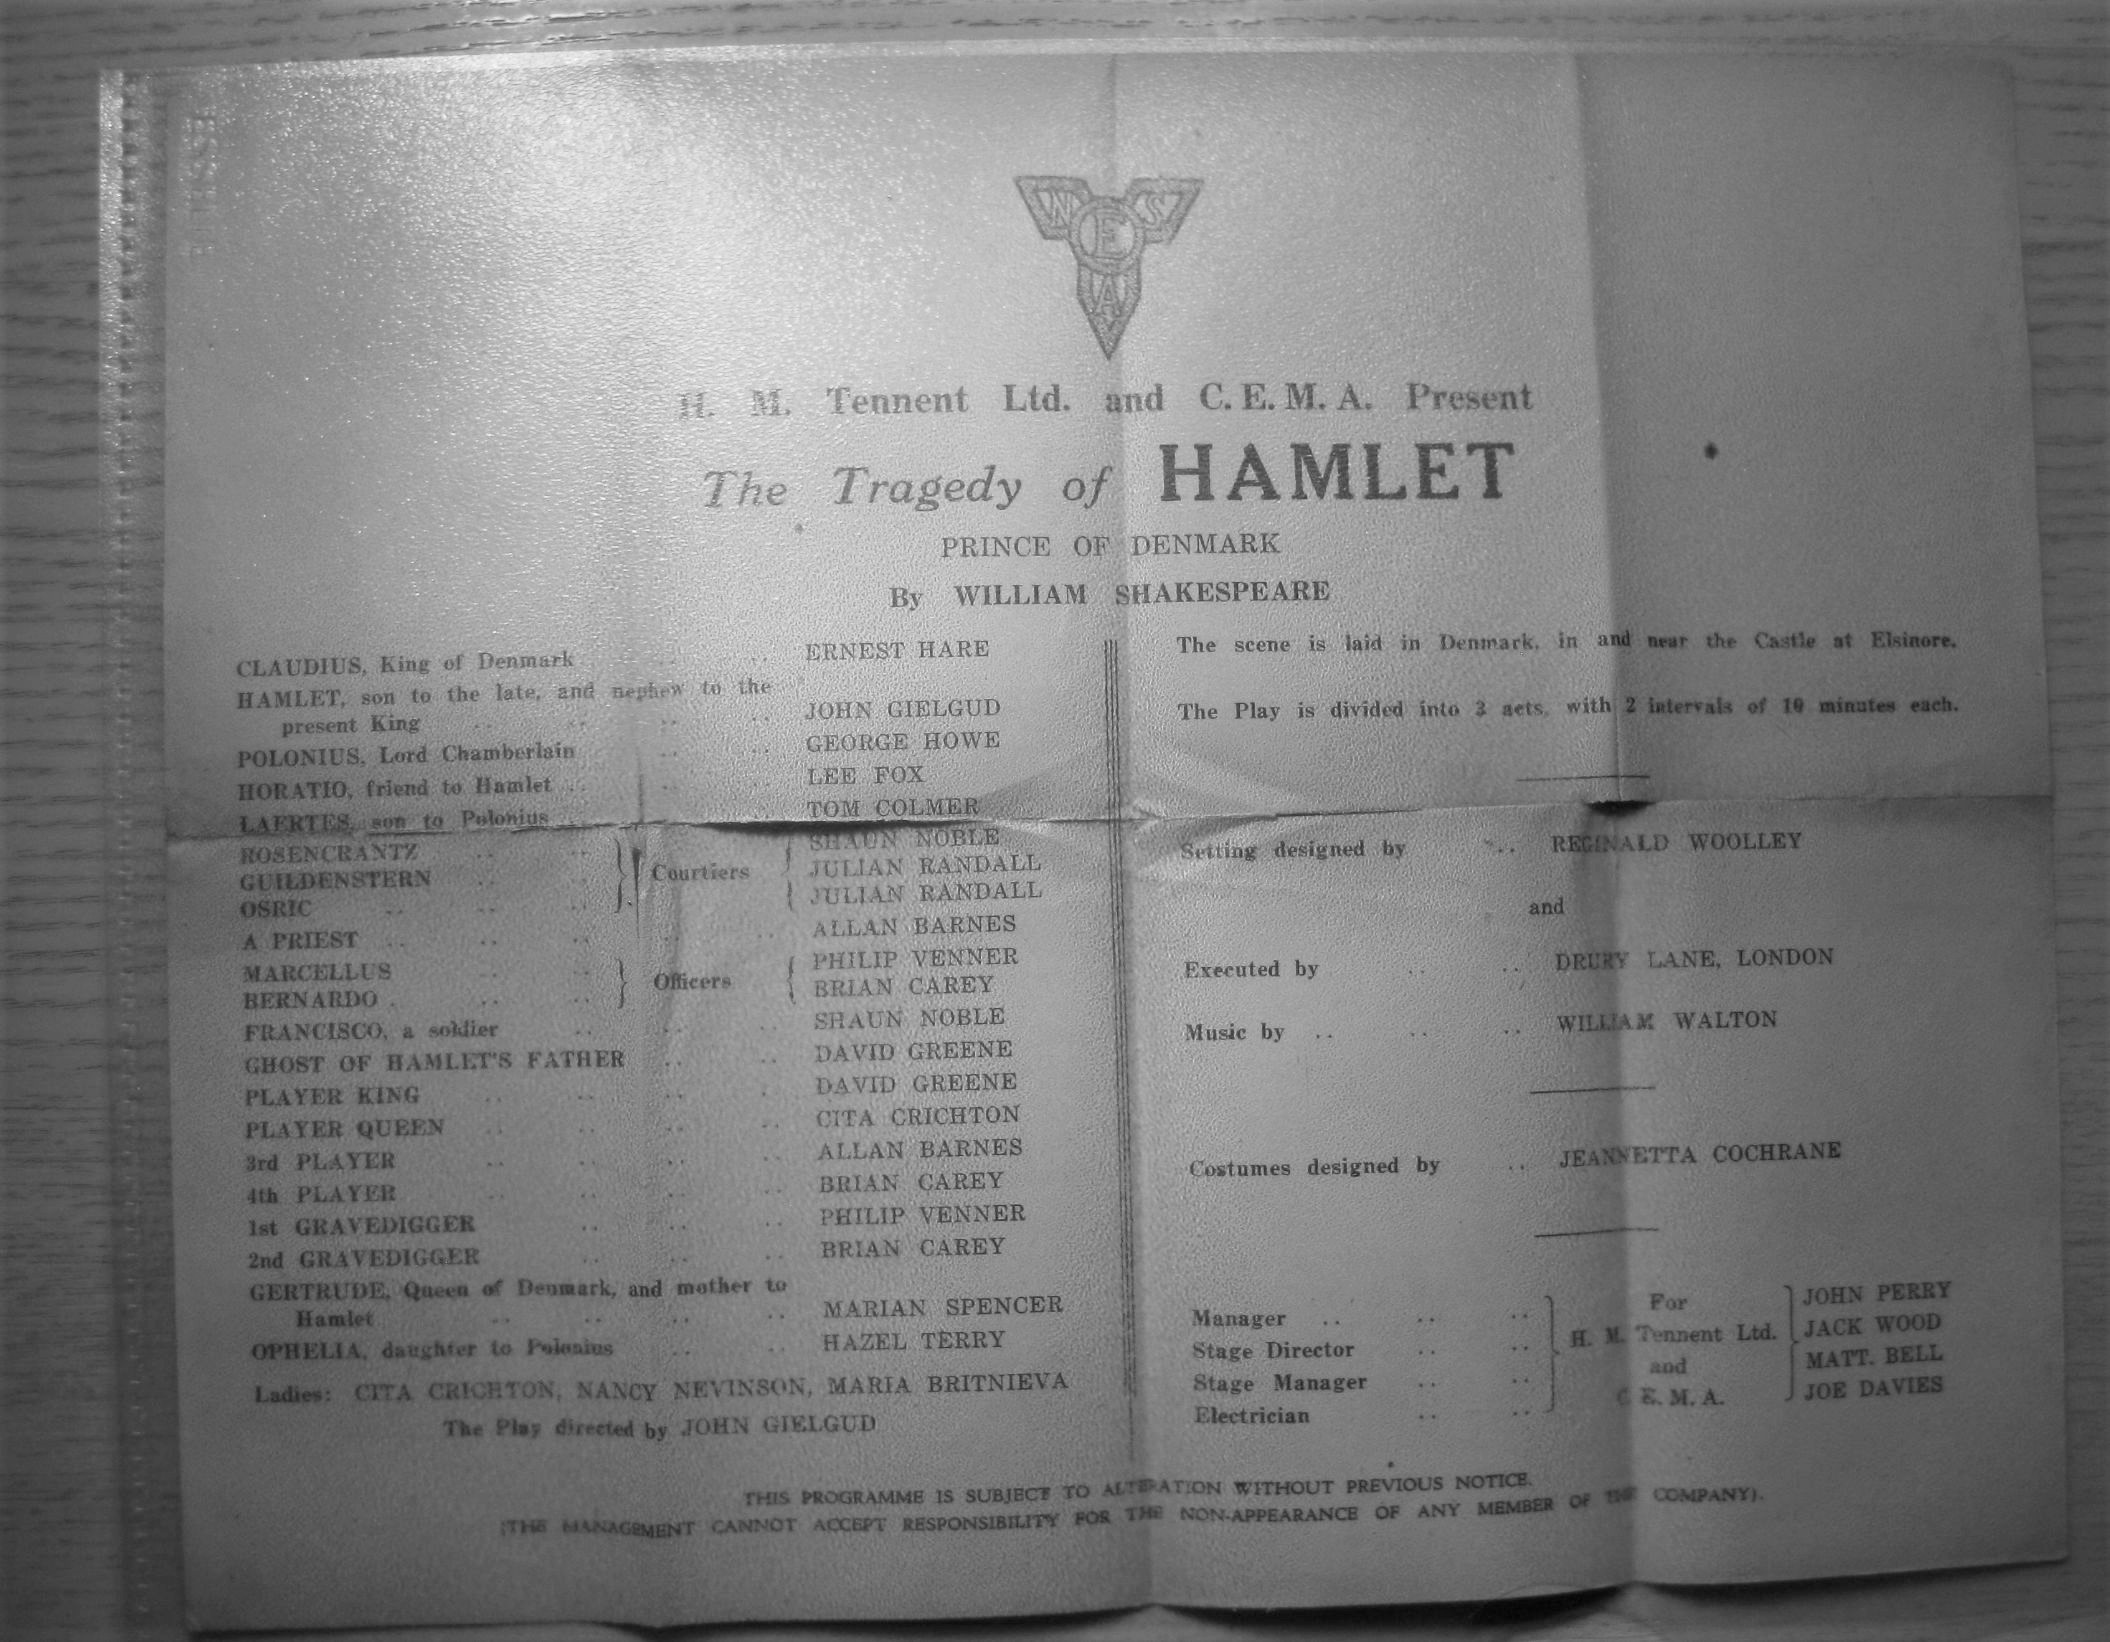 N E S A
H. M. Tennent Ltd. and C.E.M.A. Present
The Tragedy of HAMLET
PRINCE OF DENMARK
By WILLIAM SHAKESPEARE
CLAUDIUS, King of Denmark .. .. ERNEST HARE
HAMLET, son to the late, and nephew to the
present King .. .. .. .. JOHN GIELGUD
POLONIUS, Lord Chamberlain .. .. GEORGE HOWE
HORATIO, friend to Hamlet .. .. .. LEE FOX
LAERTES, son to Polonius .. .. .. TOM COLMER
ROSENCRANTZ .. .. SHAUN NOBLE
GUILDENSTERN .. .. Courtiers JULIAN RANDALL
OSRIC .. .. .. JULIAN RANDALL
A PRIEST .. .. .. .. .. ALLAN BARNES
MARCELLUS .. .. PHILIP VENNER
BERNARDO .. .. .. Officers BRIAN CAREY
FRANCISCO, a soldier .. .. .. SHAUN NOBLE
GHOST OF HAMLET'S FATHER .. .. DAVID GREENE
PLAYER KING .. .. .. .. DAVID GREENE
PLAYER QUEEN .. .. .. .. CITA CRICHTON
3rd PLAYER .. .. .. .. ALLAN BARNES
4th PLAYER .. .. .. .. BRIAN CAREY
1st GRAVEDIGGER .. .. .. PHILIP VENNER
2nd GRAVEDIGGER .. .. .. BRIAN CAREY
GERTRUDE, Queen of Denmark, and mother to
Hamlet .. .. .. .. MARIAN SPENCER
OPHELIA, daughter to Polonius .. .. HAZEL TERRY
Ladies: CITA CRICHTON, NANCY NEVINSON, MARIA BRITNIEVA
The Play directed by JOHN GIELGUD
The scene is laid in Denmark, in and near the Castle at Elsinore.
The Play is divided into 3 acts, with 2 intervals of 10 minutes each.
Setting designed by .. REGINALD WOOLLEY
and
Executed by .. .. DRURY LANE, LONDON
Music by .. .. .. WILLIAM WALTON
Costumes designed by .. JEANNETTA COCHRANE
Manager .. .. .. For JOHN PERRY
Stage Director .. .. H. M. Tennent Ltd. JACK WOOD
Stage Manager .. .. and MATT. BELL
Electrician .. .. C.E.M.A. JOE DAVIES
THIS PROGRAMME IS SUBJECT TO ALTERATION WITHOUT PREVIOUS NOTICE.
(THE MANAGEMENT CANNOT ACCEPT RESPONSIBILITY FOR THE NON-APPEARANCE OF ANY MEMBER OF THE COMPANY).